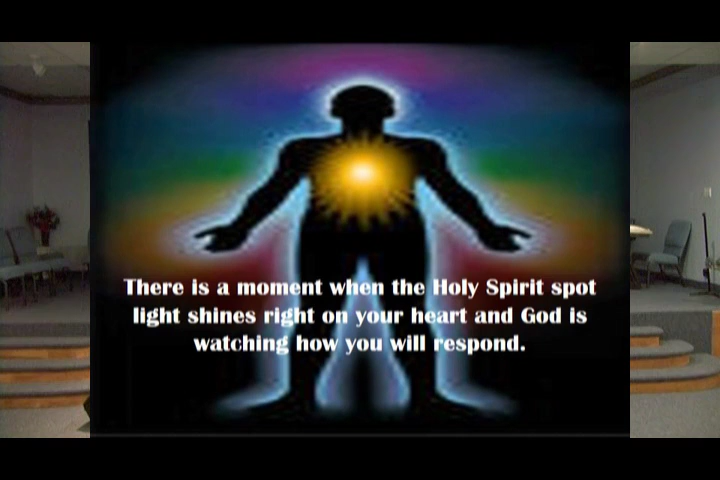 There is a moment when the Holy Spirit spot
light shines right on your heart and God is
watching how you will respond.